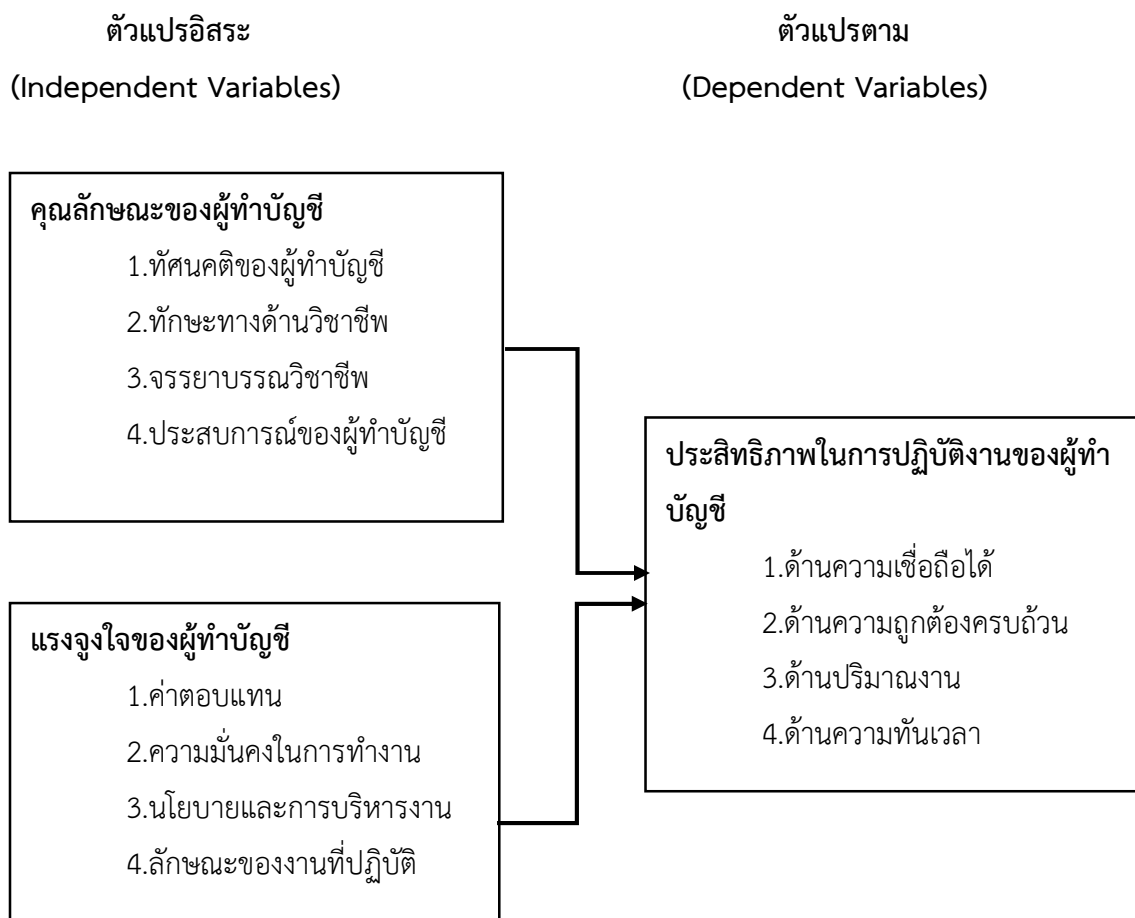 ตัวแปรอิสระ
(Independent Variables)
ตัวแปรตาม
(Dependent Variables)
คุณลักษณะของผู้ทำบัญชี
1.ทัศนคติของผู้ทำบัญชี
2.ทักษะทางด้านวิชาชีพ
3.จรรยาบรรณวิชาชีพ
4.ประสบการณ์ของผู้ทำบัญชี
แรงจูงใจของผู้ทำบัญชี
1.ค่าตอบแทน
2.ความมั่นคงในการทำงาน
3.นโยบายและการบริหารงาน
4.ลักษณะของงานที่ปฏิบัติ
ประสิทธิภาพในการปฏิบัติงานของผู้ทำ
บัญชี
1.ด้านความเชื่อถือได้
2.ด้านความถูกต้องครบถ้วน
3.ด้านปริมาณงาน
4.ด้านความทันเวลา